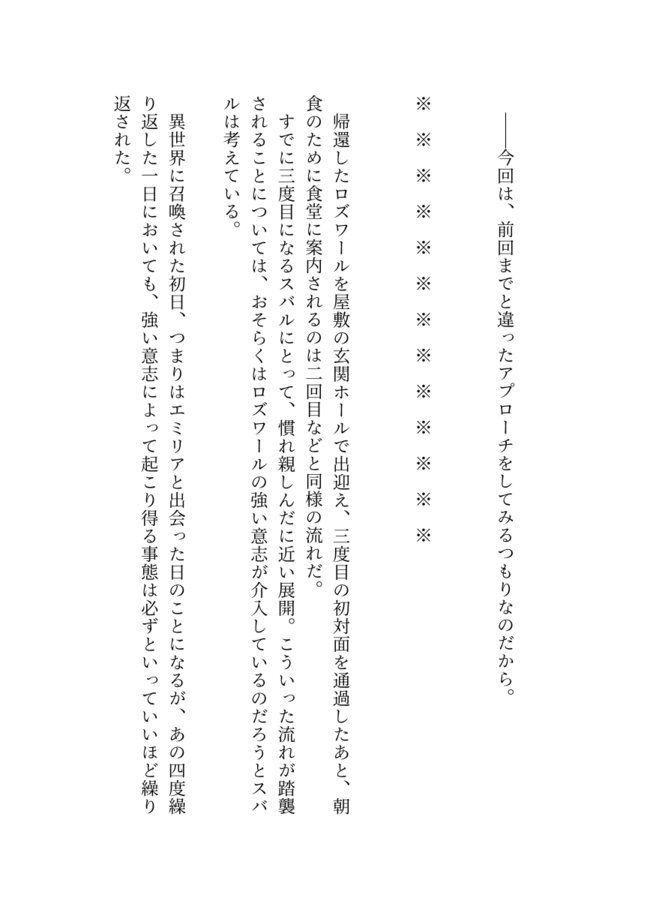 ――今回は、前回までと違ったアプローチをしてみるつもりなのだから。
※　※　※　※　※　※　※　※　※　※　※　※　※
帰還したロズワールを屋敷の玄関ホールで出迎え、三度目の初対面を通過したあと、朝
食のために食堂に案内されるのは二回目などと同様の流れだ。
すでに三度目になるスバルにとって、慣れ親しんだに近い展開。こういった流れが踏襲
されることについては、おそらくはロズワールの強い意志が介入しているのだろうとスバ
ルは考えている。
異世界に召喚された初日、つまりはエミリアと出会った日のことになるが、あの四度繰
り返した一日においても、強い意志によって起こり得る事態は必ずといっていいほど繰り
返された。